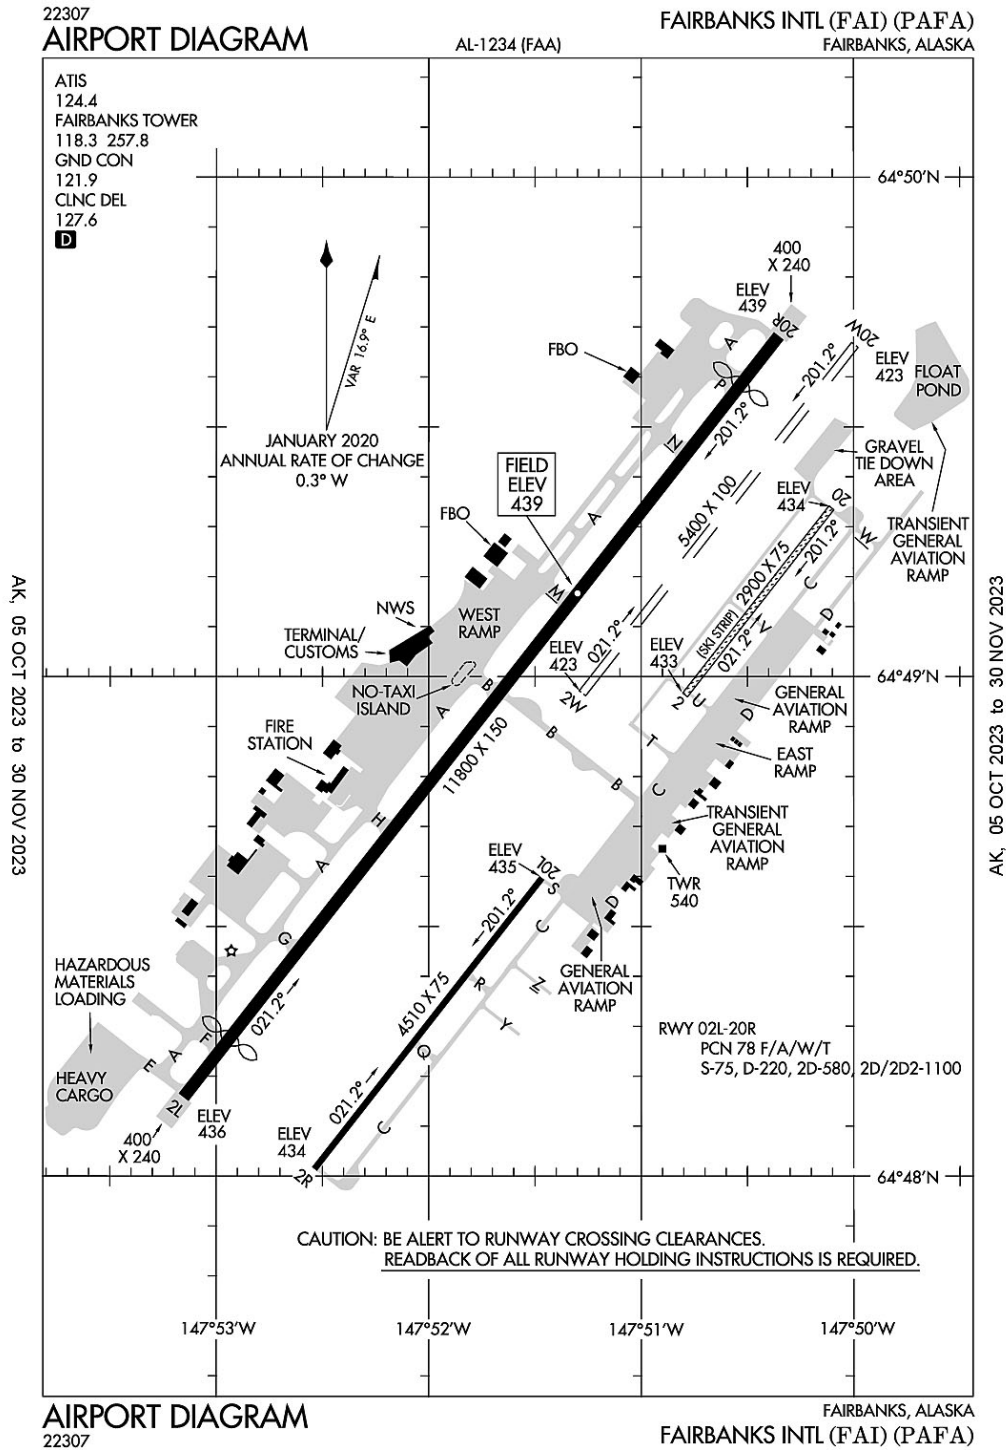 22307
AIRPORT DIAGRAM
AL-1234 (FAA)
FAIRBANKS INTL (FAI) (PAFA)
FAIRBANKS, ALASKA
ATIS
124.4
FAIRBANKS TOWER
118.3 257.8
GND CON
121.9
CLNC DEL
127.6
D
64°50'N
VAR 16.9° E
JANUARY 2020
ANNUAL RATE OF CHANGE
0.3° W
400
X 240
ELEV
439
20R
A
P
201.2°
N
FBO
20W
201.2°
ELEV
423
FLOAT
POND
GRAVEL
TIE DOWN
AREA
TRANSIENT
GENERAL
AVIATION
RAMP
FIELD
ELEV
439
A
5400 X 100
ELEV
434
20
201.2°
W
FBO
NWS
WEST
RAMP
M
TERMINAL/
CUSTOMS
NO-TAXI
ISLAND
ELEV
423
021.2°
2W
(SKI STRIP) 2900 X 75
021.2°
V
C
D
ELEV
433
2
U
64°49'N
GENERAL
AVIATION
RAMP
D
EAST
RAMP
T
C
B
A
B
B
11800 X 150
FIRE
STATION
H
A
TRANSIENT
GENERAL
AVIATION
RAMP
TWR
540
ELEV
435
20L
S
201.2°
C
D
GENERAL
AVIATION
RAMP
G
HAZARDOUS
MATERIALS
LOADING
021.2°
4510 X 75
R
Z
Y
Q
RWY 02L-20R
PCN 78 F/A/W/T
S-75, D-220, 2D-580, 2D/2D2-1100
F
A
E
HEAVY
CARGO
2L
ELEV
436
400
X 240
021.2°
ELEV
434
2R
C
64°48'N
CAUTION: BE ALERT TO RUNWAY CROSSING CLEARANCES.
READBACK OF ALL RUNWAY HOLDING INSTRUCTIONS IS REQUIRED.
147°53'W
147°52'W
147°51'W
147°50'W
AK, 05 OCT 2023 to 30 NOV 2023
AK, 05 OCT 2023 to 30 NOV 2023
AIRPORT DIAGRAM
22307
FAIRBANKS, ALASKA
FAIRBANKS INTL (FAI) (PAFA)